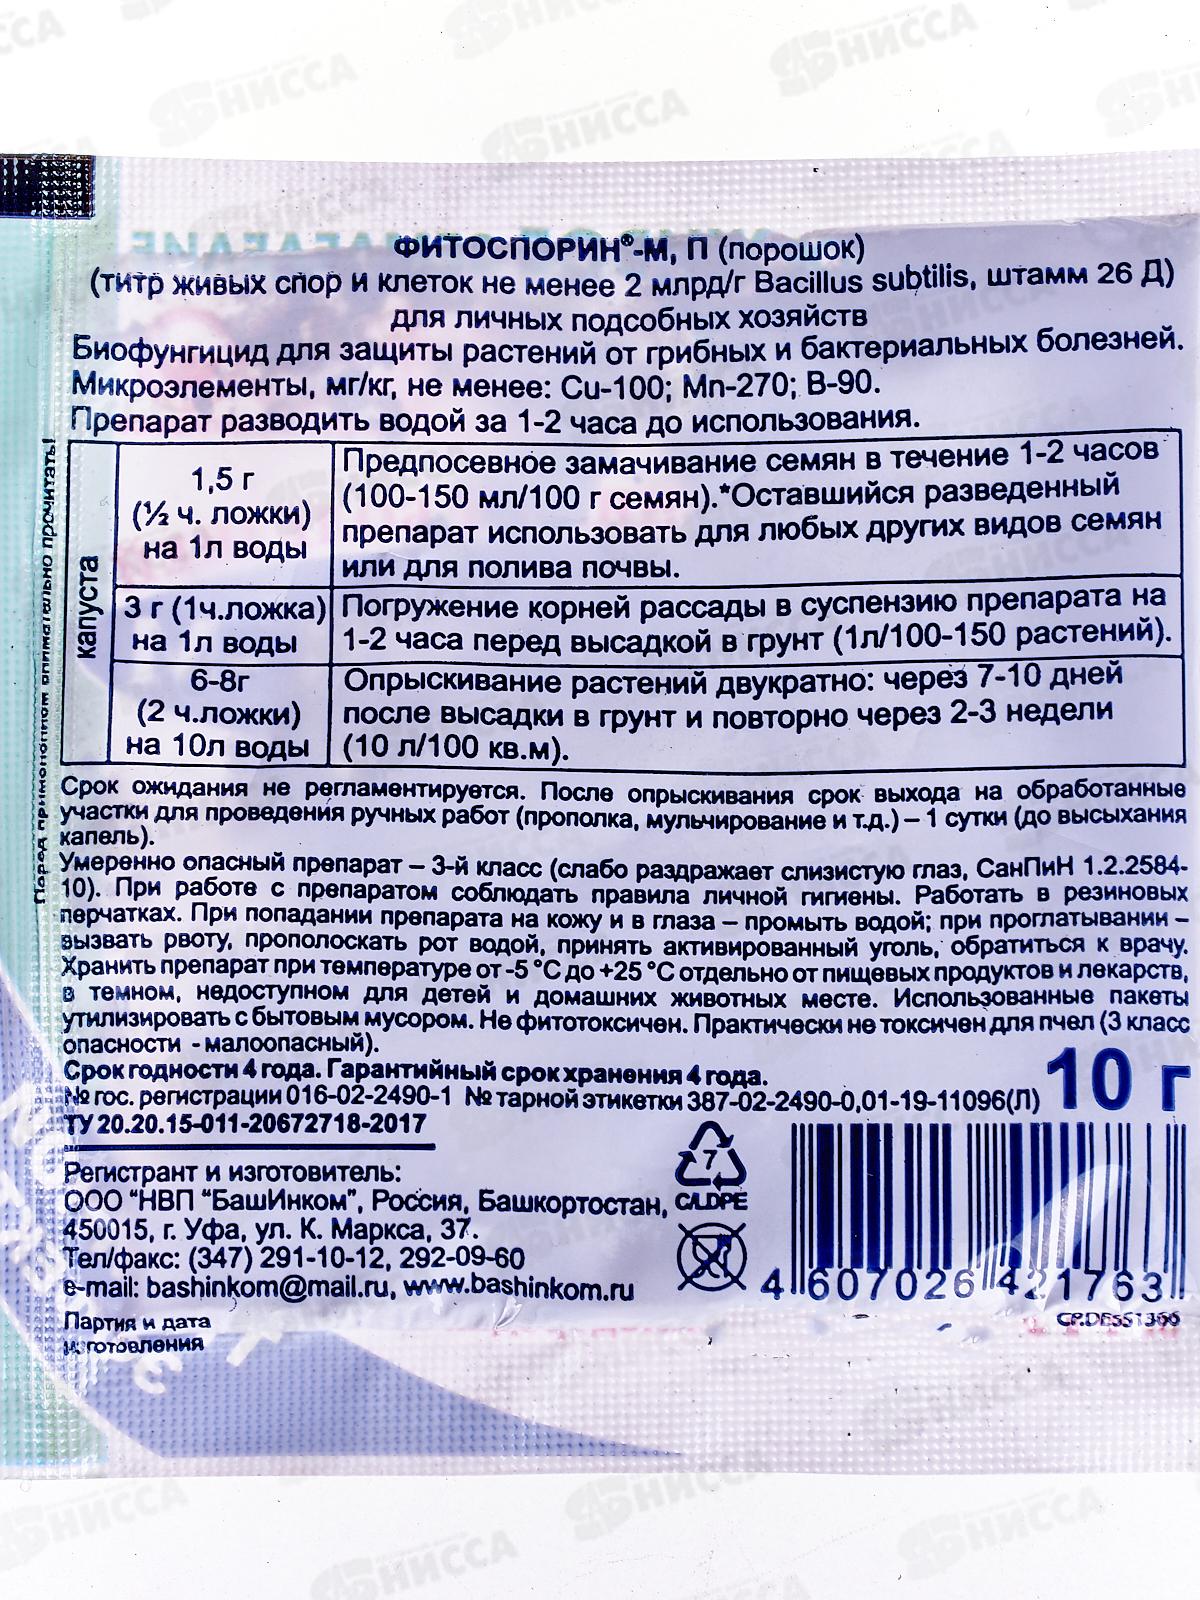 ФИТОСПОРИН®-М, П (порошок)
(титр живых спор и клеток не менее 2 млрд/г Bacillus subtilis, штамм 26 Д)
для личных подсобных хозяйств
Биофунгицид для защиты растений от грибных и бактериальных болезней.
Микроэлементы, мг/кг, не менее: Cu-100; Mn-270; B-90.
Препарат разводить водой за 1-2 часа до использования.
капуста
1,5 г
(½ ч. ложки)
на 1л воды
Предпосевное замачивание семян в течение 1-2 часов
(100-150 мл/100 г семян).*Оставшийся разведенный
препарат использовать для любых других видов семян
или для полива почвы.
3 г (1ч.ложка)
на 1л воды
Погружение корней рассады в суспензию препарата на
1-2 часа перед высадкой в грунт (1л/100-150 растений).
6-8г
(2 ч.ложки)
на 10л воды
Опрыскивание растений двукратно: через 7-10 дней
после высадки в грунт и повторно через 2-3 недели
(10 л/100 кв.м).
Перед применением внимательно прочитать!
Срок ожидания не регламентируется. После опрыскивания срок выхода на обработанные
участки для проведения ручных работ (прополка, мульчирование и т.д.) – 1 сутки (до высыхания
капель).
Умеренно опасный препарат – 3-й класс (слабо раздражает слизистую глаз, СанПиН 1.2.2584-
10). При работе с препаратом соблюдать правила личной гигиены. Работать в резиновых
перчатках. При попадании препарата на кожу и в глаза – промыть водой; при проглатывании –
вызвать рвоту, прополоскать рот водой, принять активированный уголь, обратиться к врачу.
Хранить препарат при температуре от -5 °С до +25 °С отдельно от пищевых продуктов и лекарств,
в темном, недоступном для детей и домашних животных месте. Использованные пакеты
утилизировать с бытовым мусором. Не фитотоксичен. Практически не токсичен для пчел (3 класс
опасности - малоопасный).
Срок годности 4 года. Гарантийный срок хранения 4 года.
10 г
№ гос. регистрации 016-02-2490-1 № тарной этикетки 387-02-2490-0,01-19-11096(Л)
ТУ 20.20.15-011-20672718-2017
Регистрант и изготовитель:
ООО "НВП "БашИнком", Россия, Башкортостан,
450015, г. Уфа, ул. К. Маркса, 37.
Тел/факс: (347) 291-10-12, 292-09-60
e-mail: bashinkom@mail.ru, www.bashinkom.ru
Партия и дата
изготовления
7
C/LDPE
4 607026 421763
CP.DE551366
НИССА